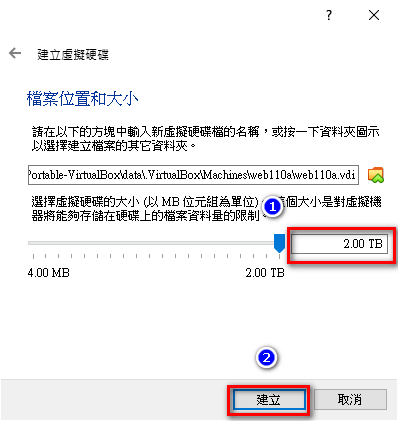 ?
建立虛擬硬碟
檔案位置和大小
請在以下的方塊中輸入新虛擬硬碟檔的名稱，或按一下資料夾圖示
以選擇建立檔案的其它資料夾。
Portable-VirtualBox\data\.VirtualBox\Machines\web110a\web110a.vdi
選擇虛擬硬碟的大小 (以 MB 位元組為單位)
個大小是對虛擬機
器將能夠存儲在硬碟上的檔案資料量的限制。
1
2.00 TB
4.00 MB
2.00 TB
2
建立
取消